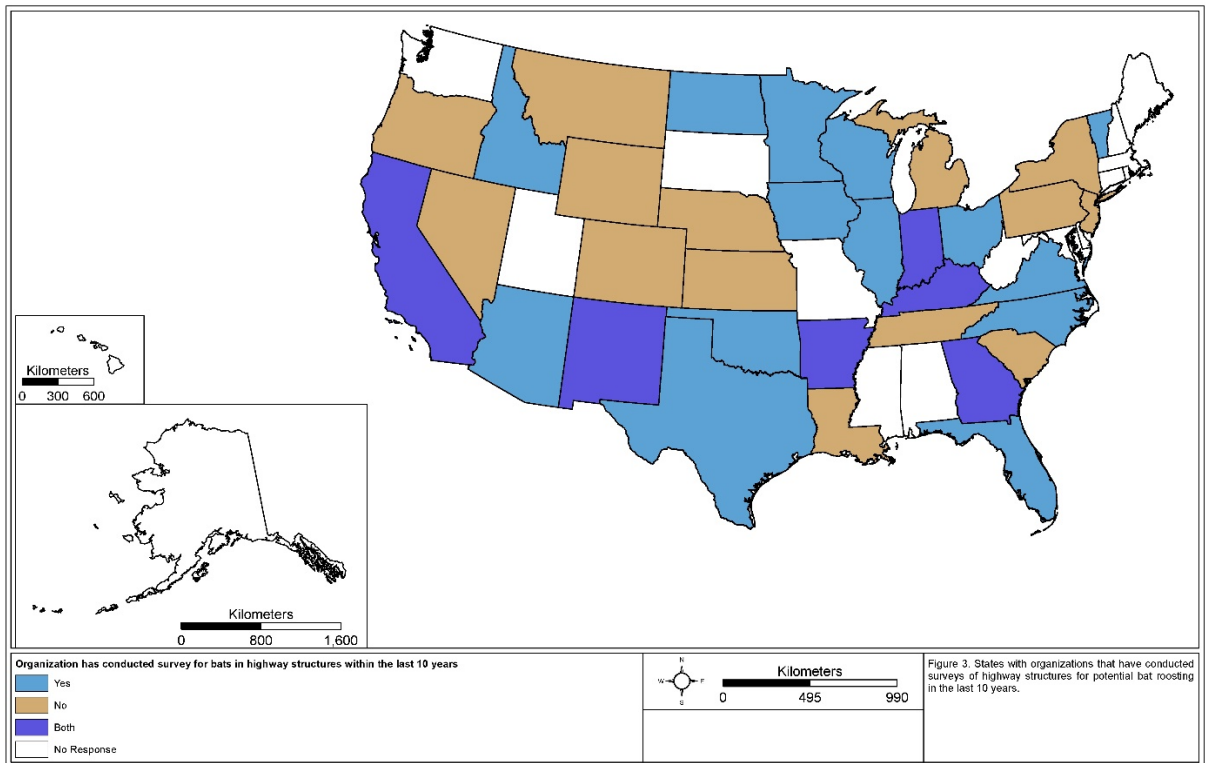 Kilometers
0 300 600
Kilometers
0 800 1,600
Organization has conducted survey for bats in highway structures within the last 10 years
Yes
No
Both
No Response
N
W E
S
Kilometers
0 495 990
Figure 3. States with organizations that have conducted
surveys of highway structures for potential bat roosting
in the last 10 years.